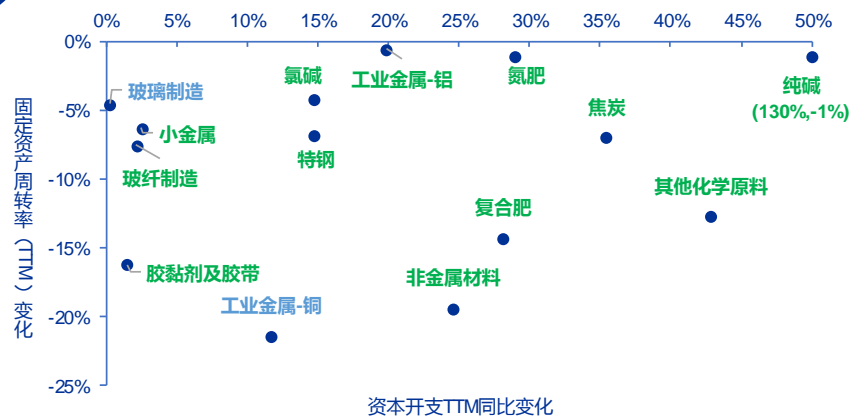 0% 5% 10% 15% 20% 25% 30% 35% 40% 45% 50%
0%
-5%
-10%
-15%
-20%
-25%
固定资产周转率（TTM）变化
玻璃制造
小金属
玻纤制造
氯碱
特钢
工业金属-铝
氮肥
焦炭
纯碱
(130%,-1%)
其他化学原料
复合肥
胶黏剂及胶带
非金属材料
工业金属-铜
资本开支TTM同比变化